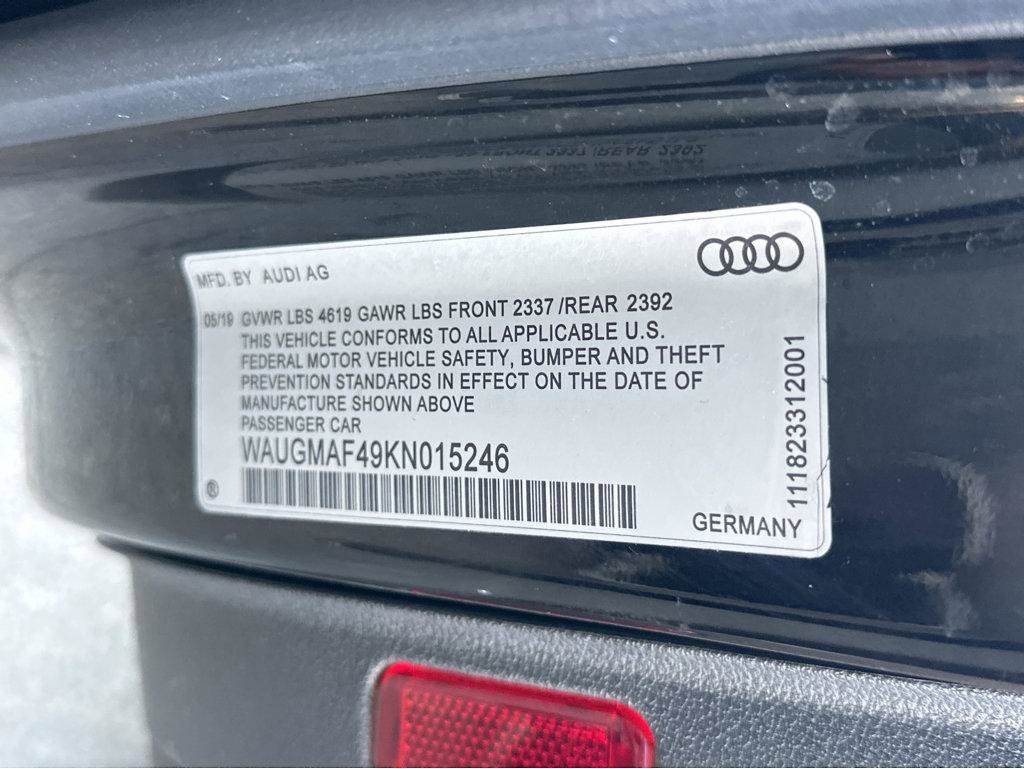 MFD. BY AUDI AG
05/19 GVWR LBS 4619 GAWR LBS FRONT 2337 /REAR 2392
THIS VEHICLE CONFORMS TO ALL APPLICABLE U.S.
FEDERAL MOTOR VEHICLE SAFETY, BUMPER AND THEFT
PREVENTION STANDARDS IN EFFECT ON THE DATE OF
MANUFACTURE SHOWN ABOVE
PASSENGER CAR
WAUGMAF49KN015246
®
GERMANY
111823312001